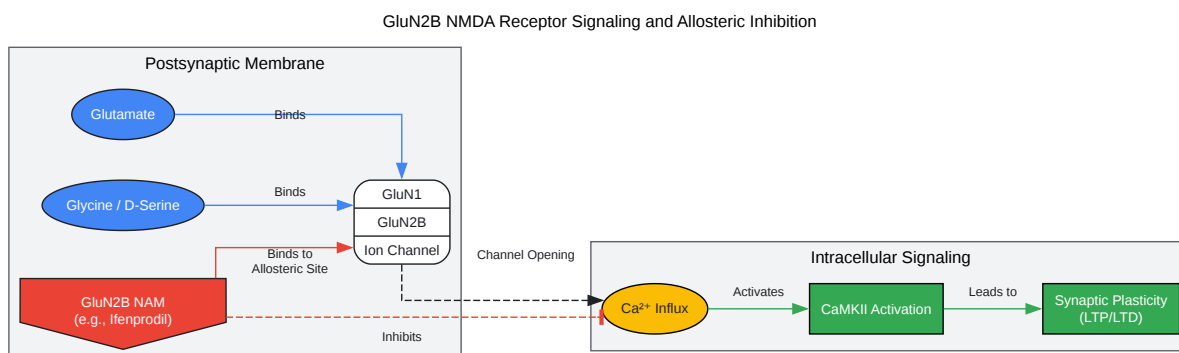 GluN2B NMDA Receptor Signaling and Allosteric Inhibition
Postsynaptic Membrane
Glutamate
Binds
Glycine / D-Serine
Binds
GluN1
GluN2B
Ion Channel
Binds to
Allosteric Site
GluN2B NAM
(e.g., Ifenprodil)
Inhibits
Channel Opening
Intracellular Signaling
Ca²⁺ Influx
Activates
CaMKII Activation
Leads to
Synaptic Plasticity
(LTP/LTD)